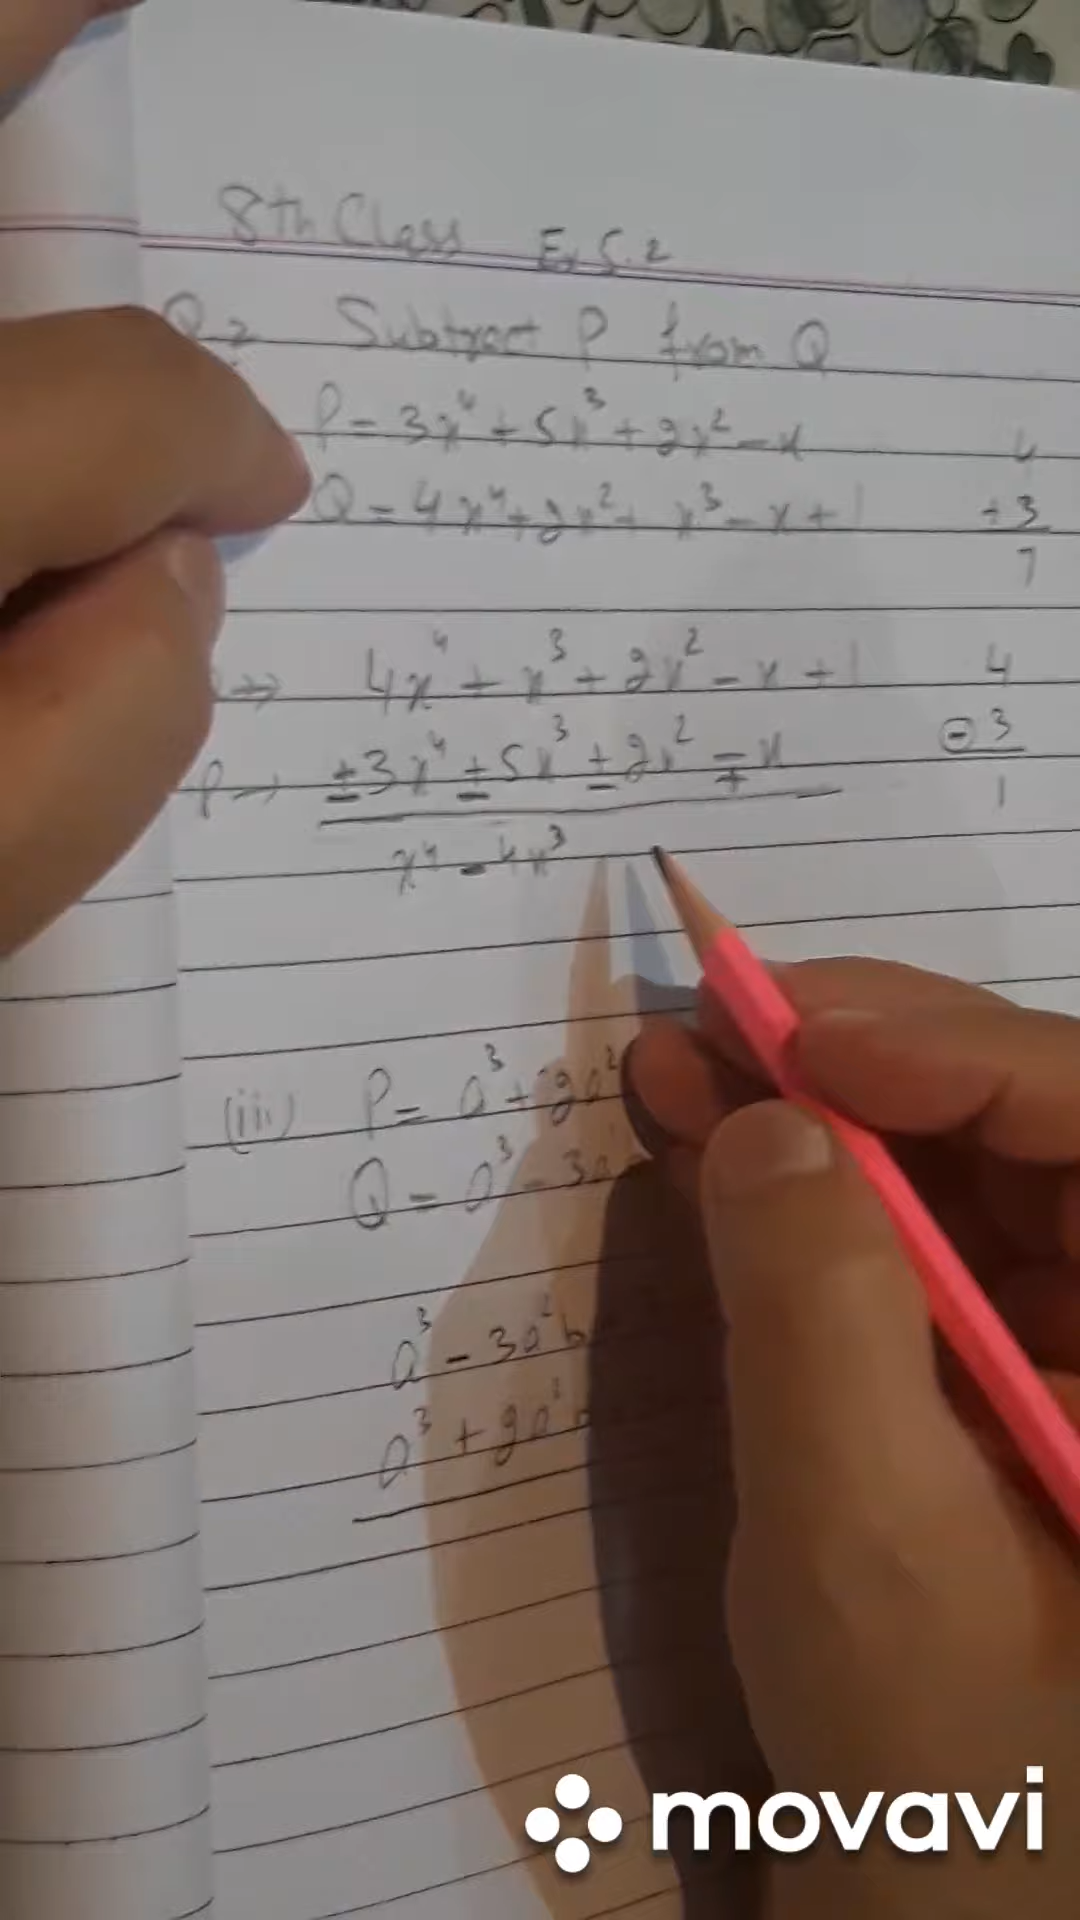 8th Class Ex 5.2
Q 2 Subtract P from Q
P = 3x⁴ + 5x³ + 2x² - x 4
Q = 4x⁴ + 2x² + x³ - x + 1 + 3
7
→ 4x⁴ + x³ + 2x² - x + 1 4
P → ± 3x⁴ ± 5x³ ± 2x² ∓ x ⊖ 3
x⁴ - 4x³ 1
(iii) P = a³ + 2a²
Q = a³ - 3a
a³ - 3a²b
a³ + 2a²b
movavi